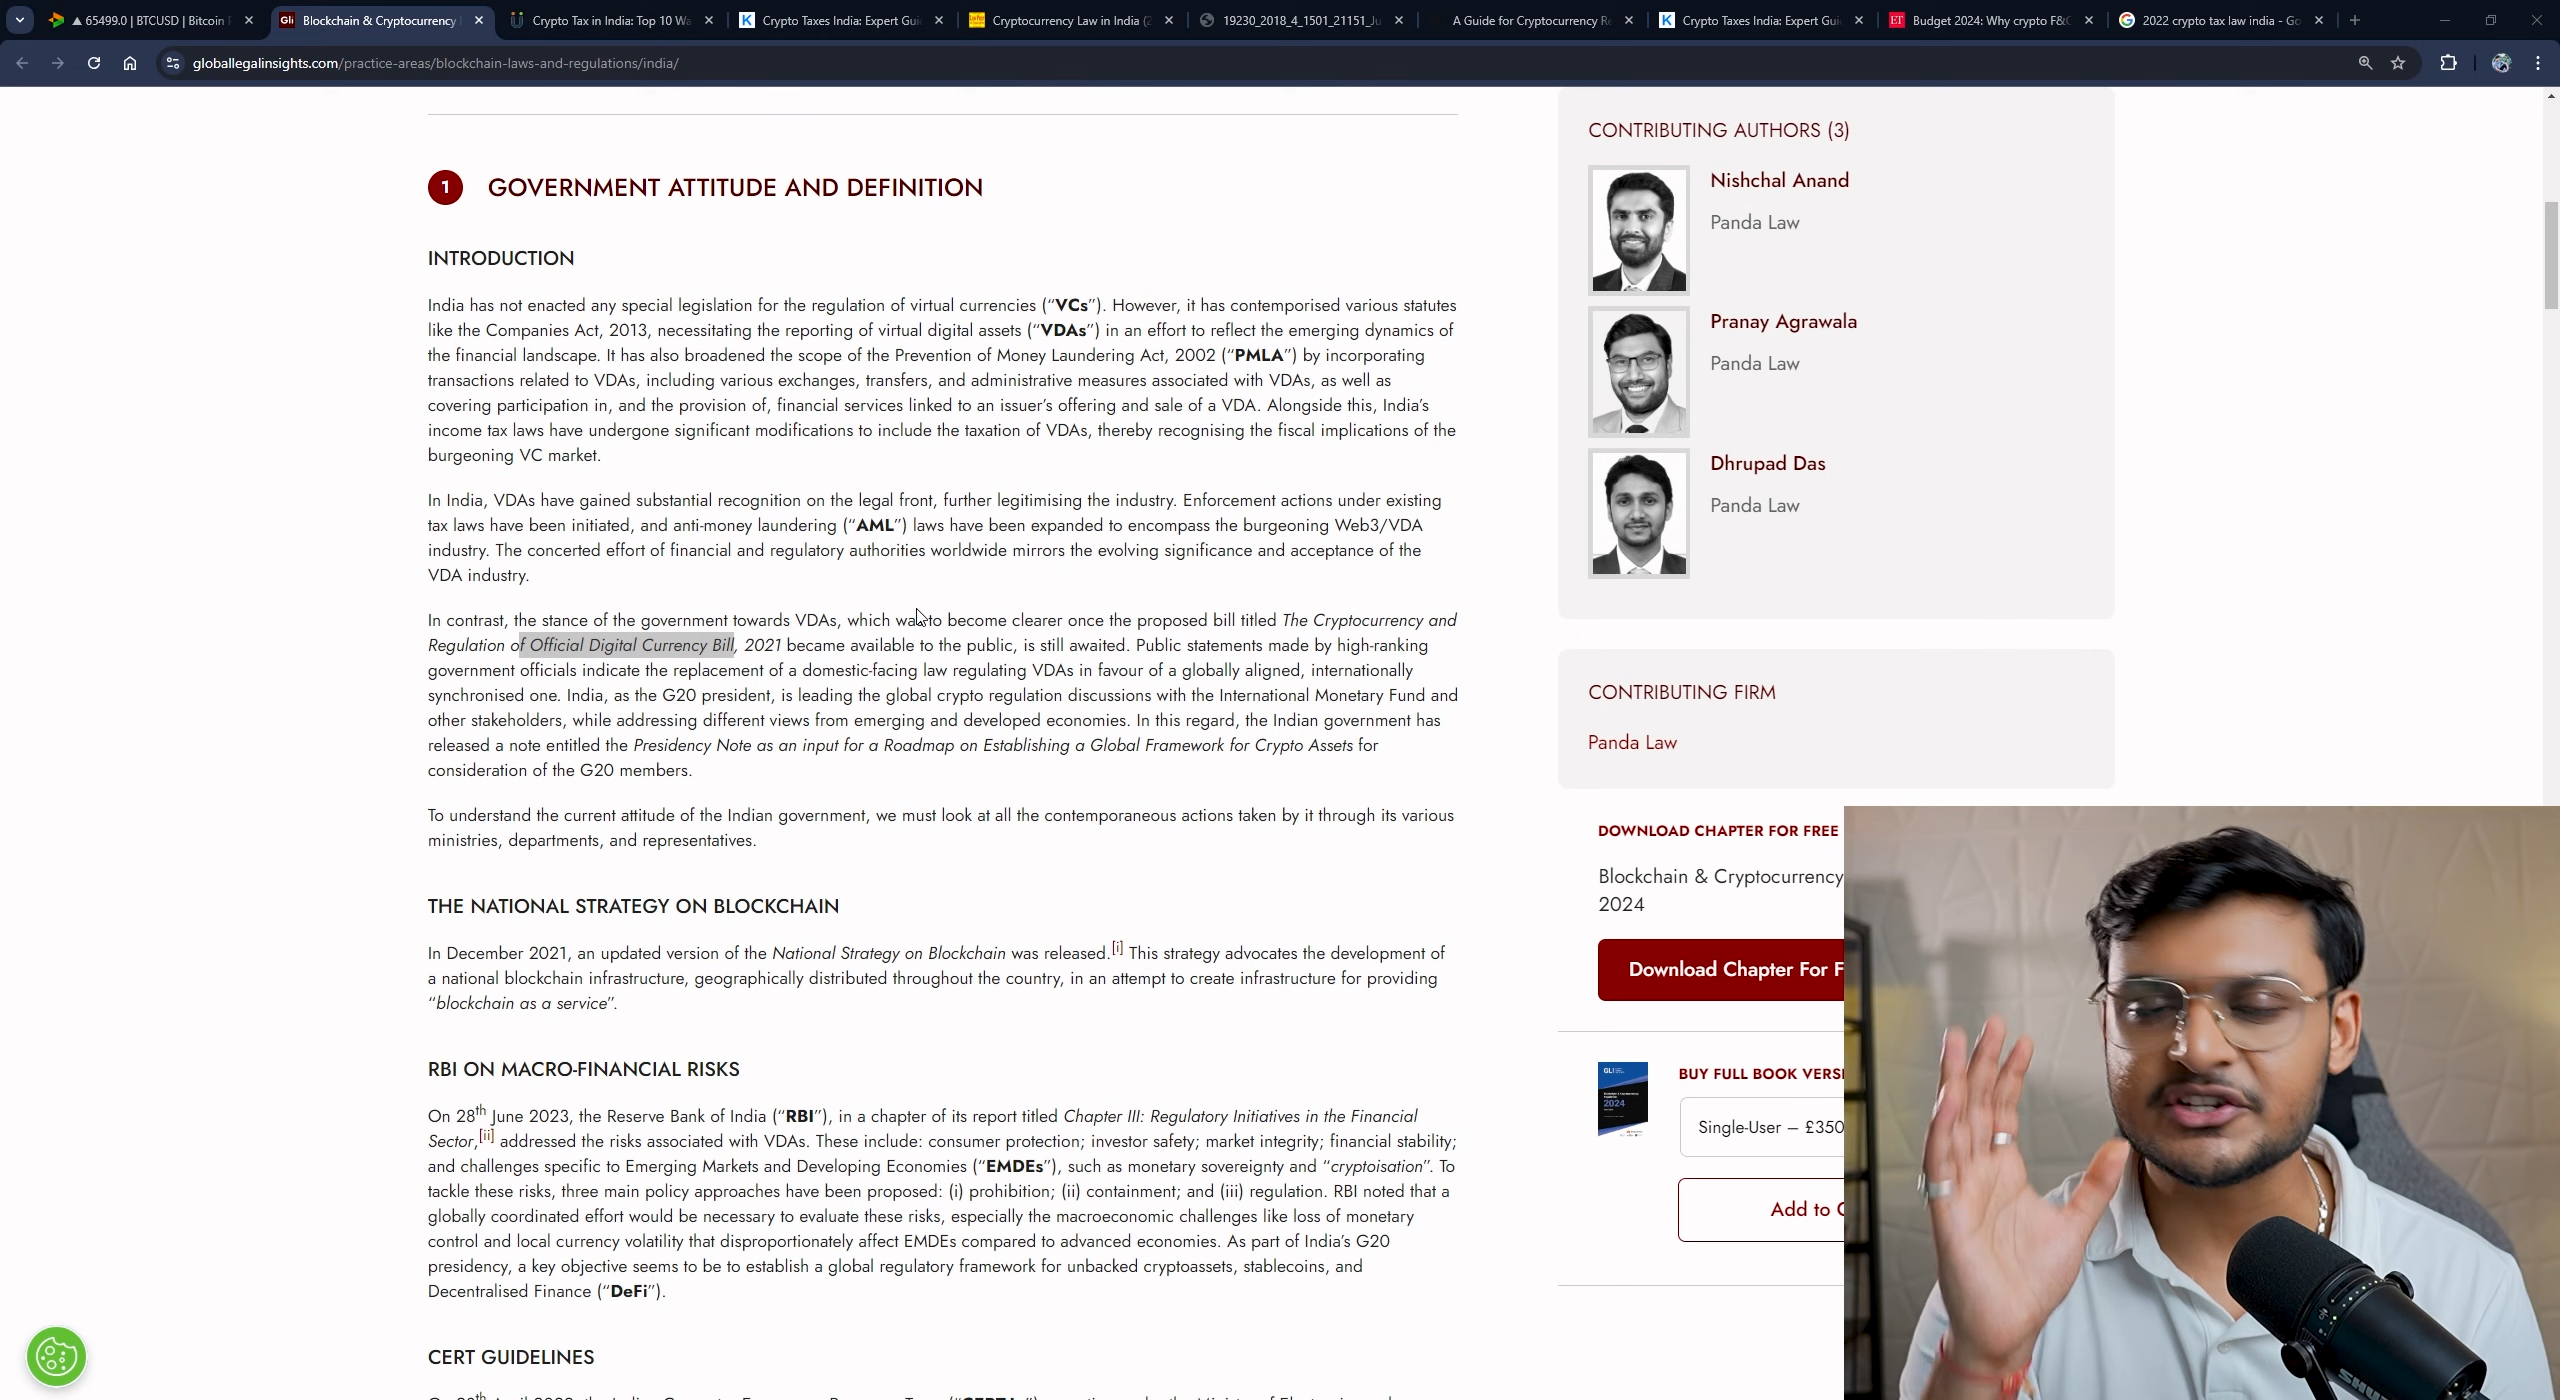 ▲ 65499.0 | BTCUSD | Bitcoin
Blockchain & Cryptocurrency
Crypto Tax in India: Top 10 Wa
Crypto Taxes India: Expert Gui
Cryptocurrency Law in India (2
19230_2018_4_1501_21151_Ju
A Guide for Cryptocurrency Re
Crypto Taxes India: Expert Gui
Budget 2024: Why crypto F&O
2022 crypto tax law india - Go
globallegalinsights.com/practice-areas/blockchain-laws-and-regulations/india/
1 GOVERNMENT ATTITUDE AND DEFINITION
INTRODUCTION
India has not enacted any special legislation for the regulation of virtual currencies (“VCs”). However, it has contemporised various statutes
like the Companies Act, 2013, necessitating the reporting of virtual digital assets (“VDAs”) in an effort to reflect the emerging dynamics of
the financial landscape. It has also broadened the scope of the Prevention of Money Laundering Act, 2002 (“PMLA”) by incorporating
transactions related to VDAs, including various exchanges, transfers, and administrative measures associated with VDAs, as well as
covering participation in, and the provision of, financial services linked to an issuer’s offering and sale of a VDA. Alongside this, India’s
income tax laws have undergone significant modifications to include the taxation of VDAs, thereby recognising the fiscal implications of the
burgeoning VC market.
In India, VDAs have gained substantial recognition on the legal front, further legitimising the industry. Enforcement actions under existing
tax laws have been initiated, and anti-money laundering (“AML”) laws have been expanded to encompass the burgeoning Web3/VDA
industry. The concerted effort of financial and regulatory authorities worldwide mirrors the evolving significance and acceptance of the
VDA industry.
In contrast, the stance of the government towards VDAs, which was to become clearer once the proposed bill titled The Cryptocurrency and
Regulation of Official Digital Currency Bill, 2021 became available to the public, is still awaited. Public statements made by high-ranking
government officials indicate the replacement of a domestic-facing law regulating VDAs in favour of a globally aligned, internationally
synchronised one. India, as the G20 president, is leading the global crypto regulation discussions with the International Monetary Fund and
other stakeholders, while addressing different views from emerging and developed economies. In this regard, the Indian government has
released a note entitled the Presidency Note as an input for a Roadmap on Establishing a Global Framework for Crypto Assets for
consideration of the G20 members.
To understand the current attitude of the Indian government, we must look at all the contemporaneous actions taken by it through its various
ministries, departments, and representatives.
THE NATIONAL STRATEGY ON BLOCKCHAIN
In December 2021, an updated version of the National Strategy on Blockchain was released.[i] This strategy advocates the development of
a national blockchain infrastructure, geographically distributed throughout the country, in an attempt to create infrastructure for providing
“blockchain as a service”.
RBI ON MACRO-FINANCIAL RISKS
On 28th June 2023, the Reserve Bank of India (“RBI”), in a chapter of its report titled Chapter III: Regulatory Initiatives in the Financial
Sector,[ii] addressed the risks associated with VDAs. These include: consumer protection; investor safety; market integrity; financial stability;
and challenges specific to Emerging Markets and Developing Economies (“EMDEs”), such as monetary sovereignty and “cryptoisation”. To
tackle these risks, three main policy approaches have been proposed: (i) prohibition; (ii) containment; and (iii) regulation. RBI noted that a
globally coordinated effort would be necessary to evaluate these risks, especially the macroeconomic challenges like loss of monetary
control and local currency volatility that disproportionately affect EMDEs compared to advanced economies. As part of India’s G20
presidency, a key objective seems to be to establish a global regulatory framework for unbacked cryptoassets, stablecoins, and
Decentralised Finance (“DeFi”).
CERT GUIDELINES
CONTRIBUTING AUTHORS (3)
Nishchal Anand
Panda Law
Pranay Agrawala
Panda Law
Dhrupad Das
Panda Law
CONTRIBUTING FIRM
Panda Law
DOWNLOAD CHAPTER FOR FREE
Blockchain & Cryptocurrency
2024
Download Chapter For F
BUY FULL BOOK VERSI
Single-User – £350
Add to C